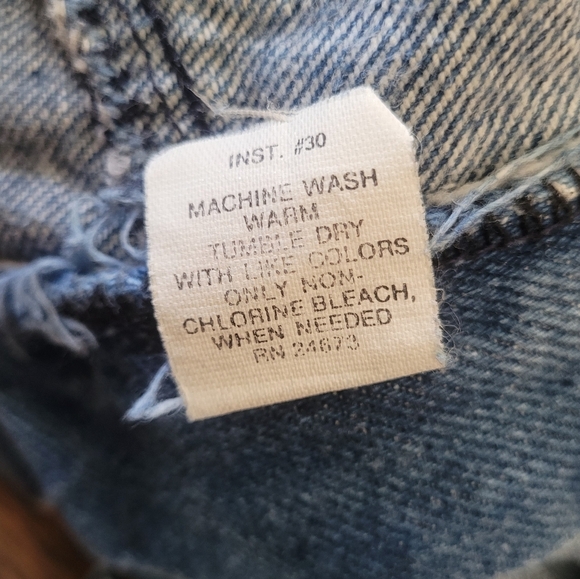 INST. #30
MACHINE WASH
WARM
TUMBLE DRY
WITH LIKE COLORS
ONLY NON-
CHLORINE BLEACH,
WHEN NEEDED
RN 24673